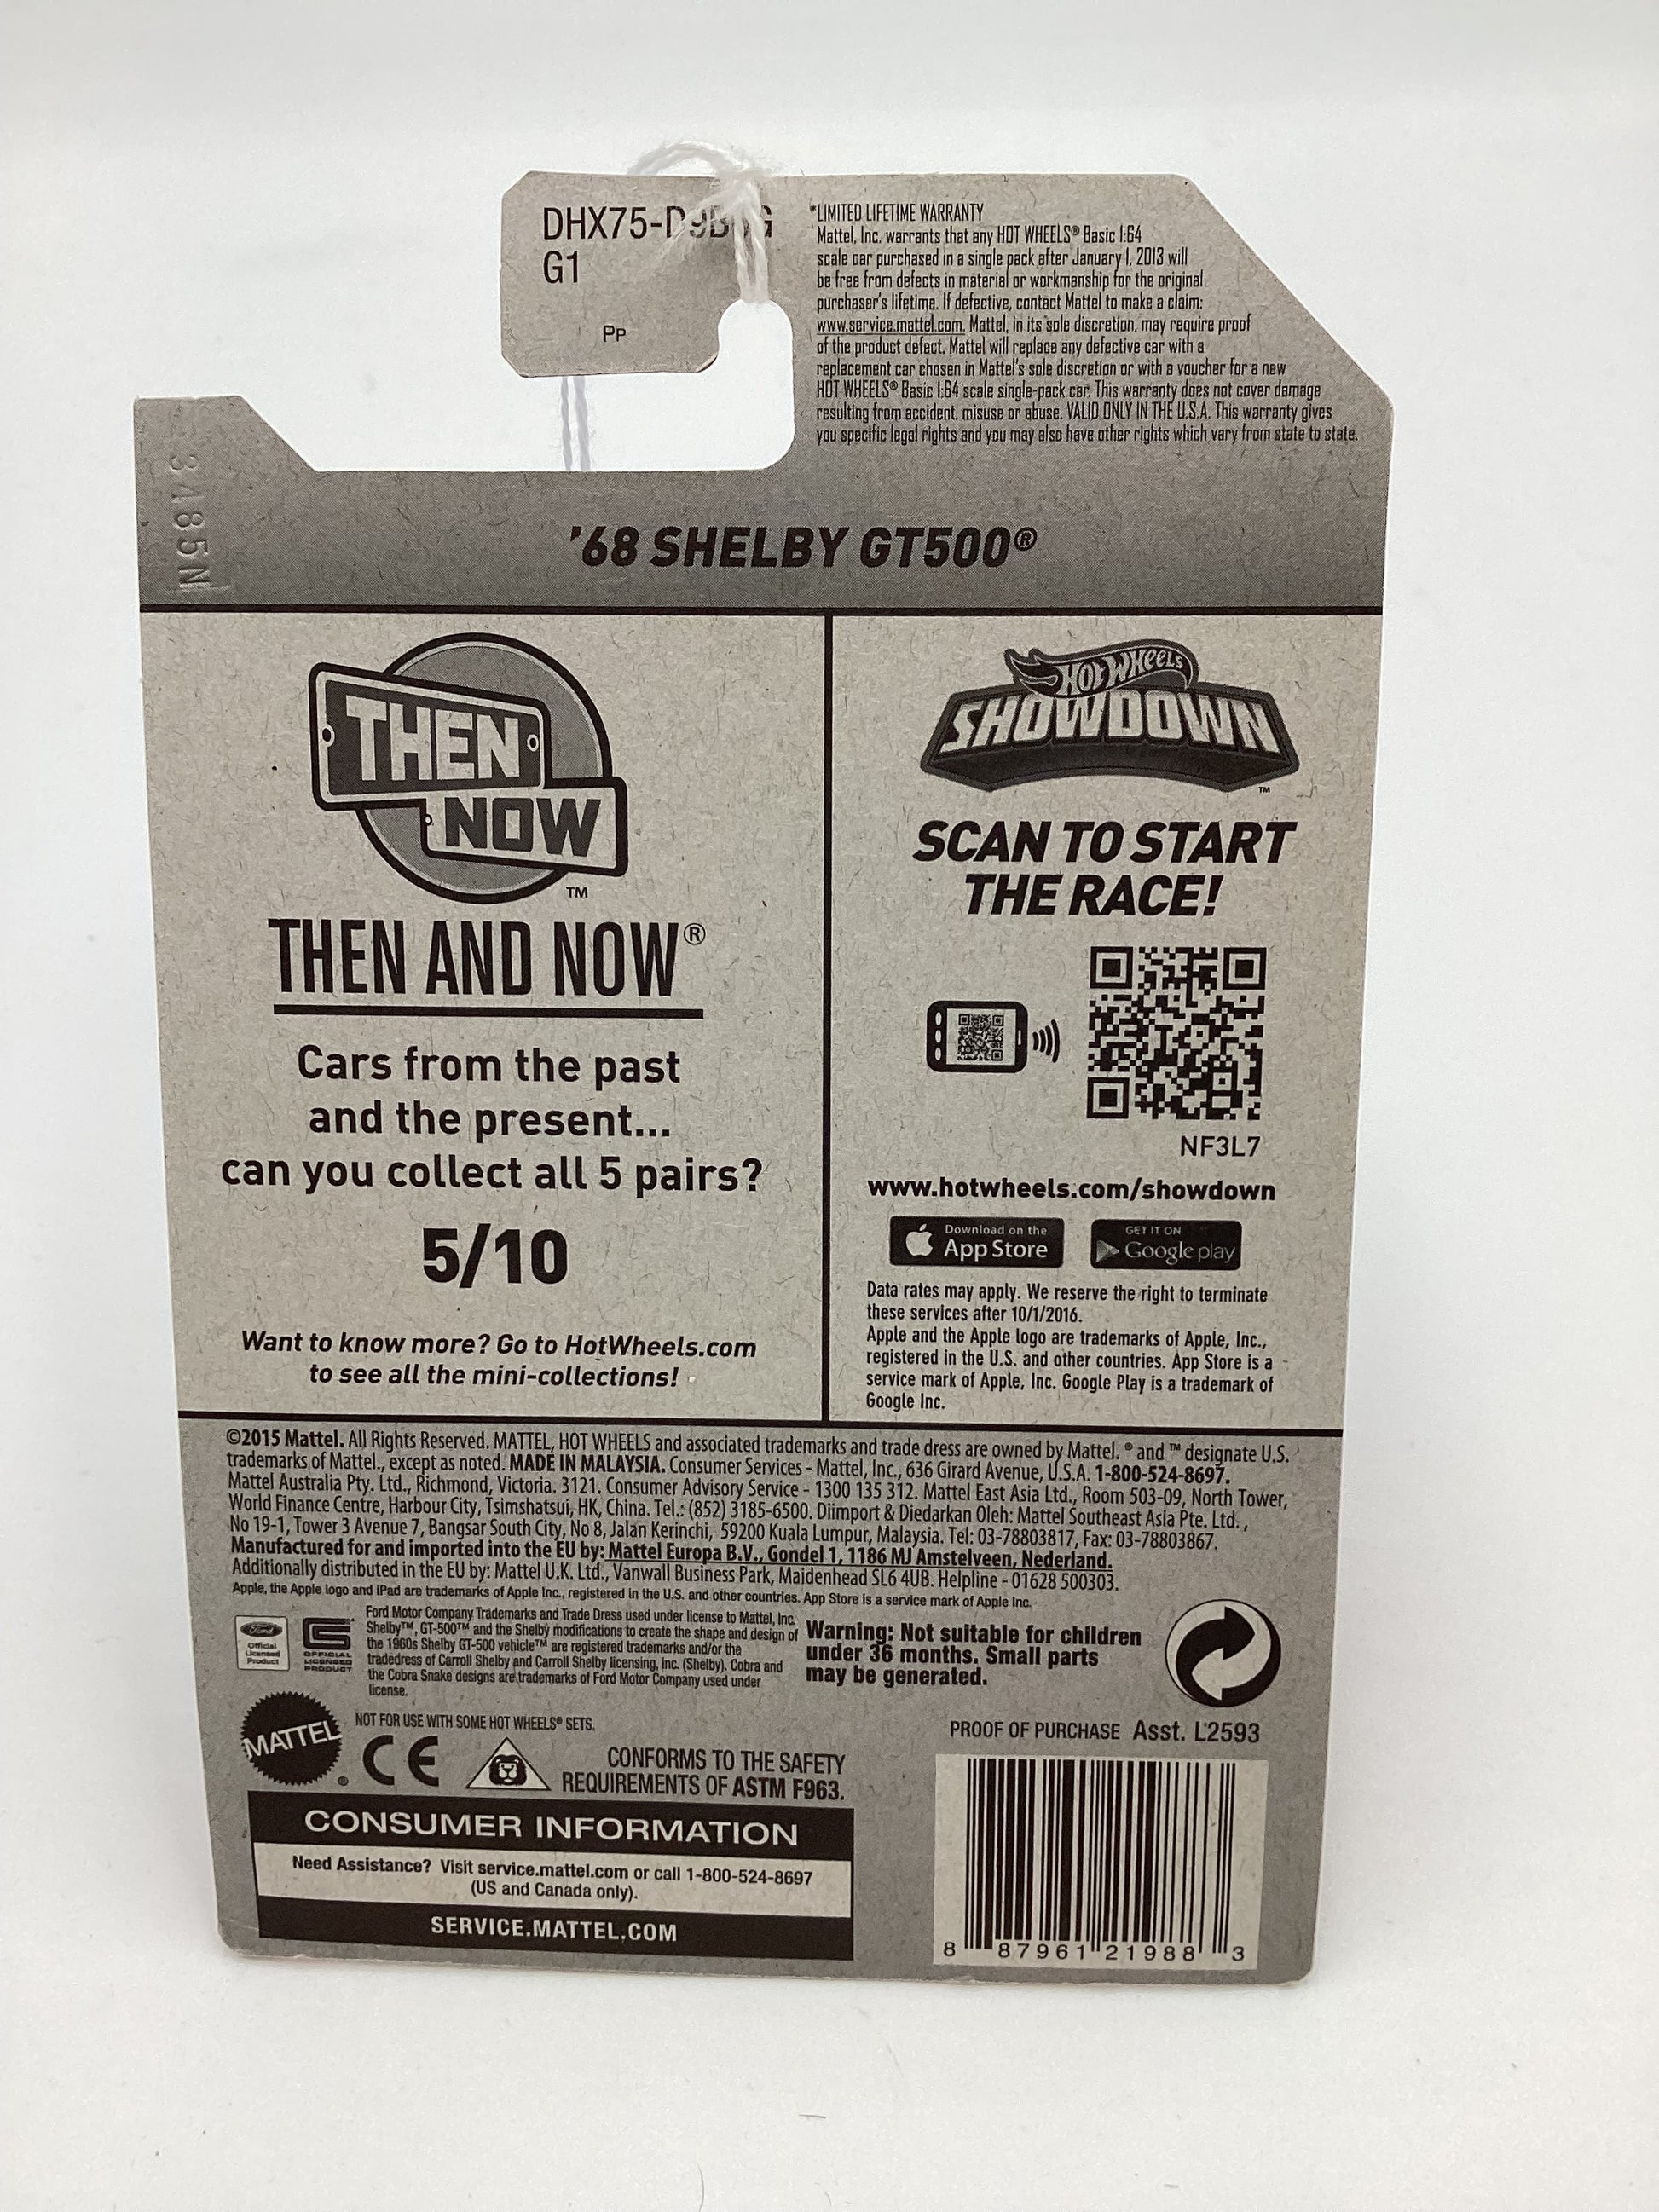 DHX75-D9B0G
G1
Pp
*LIMITED LIFETIME WARRANTY
Mattel, Inc. warrants that any HOT WHEELS® Basic 1:64
scale car purchased in a single pack after January 1, 2013 will
be free from defects in material or workmanship for the original
purchaser's lifetime. If defective, contact Mattel to make a claim:
www.service.mattel.com. Mattel, in its sole discretion, may require proof
of the product defect. Mattel will replace any defective car with a
replacement car chosen in Mattel's sole discretion or with a voucher for a new
HOT WHEELS® Basic 1:64 scale single-pack car. This warranty does not cover damage
resulting from accident, misuse or abuse. VALID ONLY IN THE U.S.A. This warranty gives
you specific legal rights and you may also have other rights which vary from state to state.
3485N
'68 SHELBY GT500®
THEN
NOW
™
THEN AND NOW®
Cars from the past
and the present...
can you collect all 5 pairs?
5/10
Want to know more? Go to HotWheels.com
to see all the mini-collections!
HOT WHEELS
SHOWDOWN
™
SCAN TO START
THE RACE!
NF3L7
www.hotwheels.com/showdown
Download on the
App Store
GET IT ON
Google play
Data rates may apply. We reserve the right to terminate
these services after 10/1/2016.
Apple and the Apple logo are trademarks of Apple, Inc.,
registered in the U.S. and other countries. App Store is a
service mark of Apple, Inc. Google Play is a trademark of
Google Inc.
©2015 Mattel. All Rights Reserved. MATTEL, HOT WHEELS and associated trademarks and trade dress are owned by Mattel. ® and ™ designate U.S.
trademarks of Mattel., except as noted. MADE IN MALAYSIA. Consumer Services - Mattel, Inc., 636 Girard Avenue, U.S.A. 1-800-524-8697.
Mattel Australia Pty. Ltd., Richmond, Victoria. 3121. Consumer Advisory Service - 1300 135 312. Mattel East Asia Ltd., Room 503-09, North Tower,
World Finance Centre, Harbour City, Tsimshatsui, HK, China. Tel.: (852) 3185-6500. Diimport & Diedarkan Oleh: Mattel Southeast Asia Pte. Ltd.,
No 19-1, Tower 3 Avenue 7, Bangsar South City, No 8, Jalan Kerinchi, 59200 Kuala Lumpur, Malaysia. Tel: 03-78803817, Fax: 03-78803867.
Manufactured for and imported into the EU by: Mattel Europa B.V., Gondel 1, 1186 MJ Amstelveen, Nederland.
Additionally distributed in the EU by: Mattel U.K. Ltd., Vanwall Business Park, Maidenhead SL6 4UB. Helpline - 01628 500303.
Apple, the Apple logo and iPad are trademarks of Apple Inc., registered in the U.S. and other countries. App Store is a service mark of Apple Inc.
Ford
Official
Licensed
Product
OFFICIAL
LICENSED
PRODUCT
Ford Motor Company Trademarks and Trade Dress used under license to Mattel, Inc.
Shelby™, GT-500™ and the Shelby modifications to create the shape and design of
the 1960s Shelby GT-500 vehicle™ are registered trademarks and/or the
tradedress of Carroll Shelby and Carroll Shelby licensing, Inc. (Shelby). Cobra and
the Cobra Snake designs are trademarks of Ford Motor Company used under
license.
Warning: Not suitable for children
under 36 months. Small parts
may be generated.
MATTEL®
NOT FOR USE WITH SOME HOT WHEELS® SETS.
CE
CONFORMS TO THE SAFETY
REQUIREMENTS OF ASTM F963.
PROOF OF PURCHASE Asst. L2593
CONSUMER INFORMATION
Need Assistance? Visit service.mattel.com or call 1-800-524-8697
(US and Canada only).
SERVICE.MATTEL.COM
8 87961 21988 3